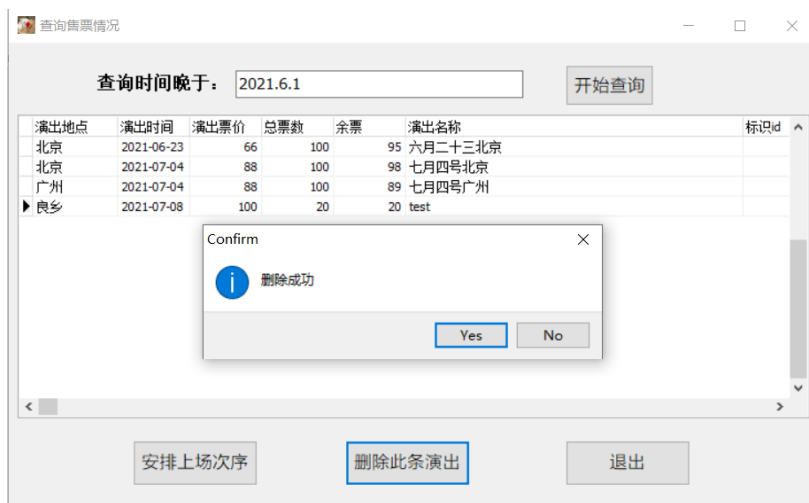 查询售票情况
查询时间晚于： 2021.6.1 开始查询
演出地点 演出时间 演出票价 总票数 余票 演出名称 标识id
北京 2021-06-23 66 100 95 六月二十三北京
北京 2021-07-04 88 100 98 七月四号北京
广州 2021-07-04 88 100 89 七月四号广州
良乡 2021-07-08 100 20 20 test
Confirm
删除成功
Yes No
安排上场次序 删除此条演出 退出